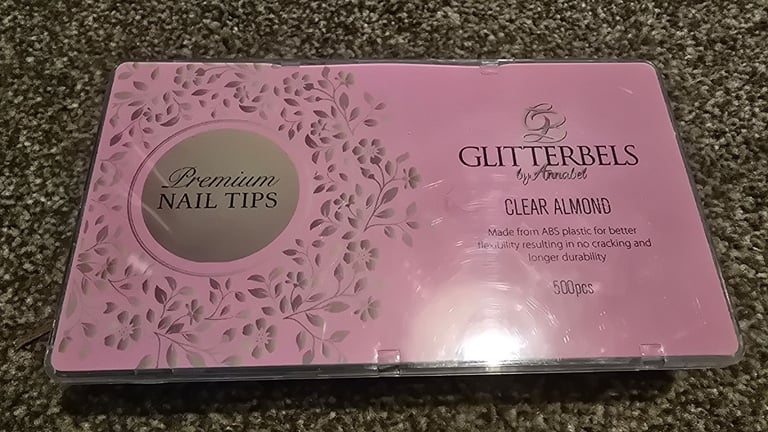 Premium
NAIL TIPS
GLITTERBELS
by Annabel
CLEAR ALMOND
Made from ABS plastic for better
flexibility resulting in no cracking and
longer durability
500pcs